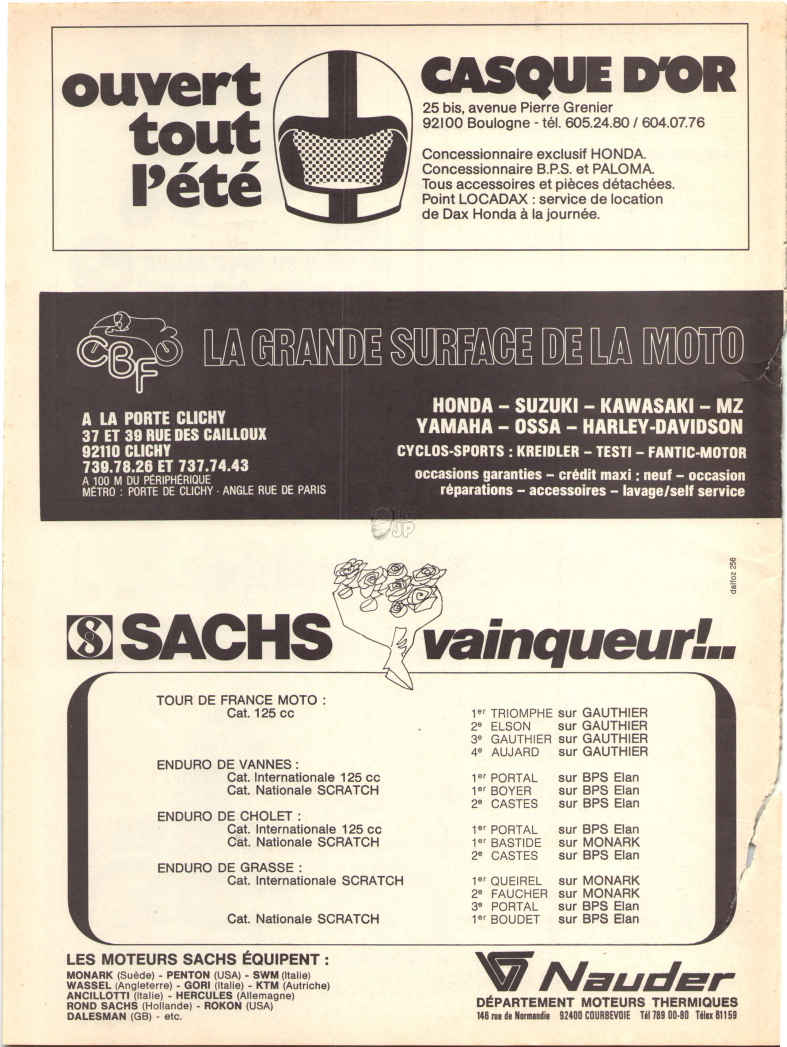 ouvert
tout
l'été
CASQUE D'OR
25 bis, avenue Pierre Grenier
92100 Boulogne - tél. 605.24.80 / 604.07.76
Concessionnaire exclusif HONDA.
Concessionnaire B.P.S. et PALOMA.
Tous accessoires et pièces détachées.
Point LOCADAX : service de location
de Dax Honda à la journée.
CBF
LA GRANDE SURFACE DE LA MOTO
A LA PORTE CLICHY
37 ET 39 RUE DES CAILLOUX
92110 CLICHY
739.78.26 ET 737.74.43
A 100 M DU PÉRIPHÉRIQUE
MÉTRO : PORTE DE CLICHY - ANGLE RUE DE PARIS
HONDA – SUZUKI – KAWASAKI – MZ
YAMAHA – OSSA – HARLEY-DAVIDSON
CYCLOS-SPORTS : KREIDLER – TESTI – FANTIC-MOTOR
occasions garanties – crédit maxi : neuf – occasion
réparations – accessoires – lavage/self service
JP
dalloz 256
S SACHS vainqueur!..
TOUR DE FRANCE MOTO :
Cat. 125 cc 1er TRIOMPHE sur GAUTHIER
2e ELSON sur GAUTHIER
3e GAUTHIER sur GAUTHIER
4e AUJARD sur GAUTHIER
ENDURO DE VANNES :
Cat. Internationale 125 cc 1er PORTAL sur BPS Elan
Cat. Nationale SCRATCH 1er BOYER sur BPS Elan
2e CASTES sur BPS Elan
ENDURO DE CHOLET :
Cat. Internationale 125 cc 1er PORTAL sur BPS Elan
Cat. Nationale SCRATCH 1er BASTIDE sur MONARK
2e CASTES sur BPS Elan
ENDURO DE GRASSE :
Cat. Internationale SCRATCH 1er QUEIREL sur MONARK
2e FAUCHER sur MONARK
3e PORTAL sur BPS Elan
Cat. Nationale SCRATCH 1er BOUDET sur BPS Elan
LES MOTEURS SACHS ÉQUIPENT :
MONARK (Suède) - PENTON (USA) - SWM (Italie)
WASSEL (Angleterre) - GORI (Italie) - KTM (Autriche)
ANCILLOTTI (Italie) - HERCULES (Allemagne)
ROND SACHS (Hollande) - ROKON (USA)
DALESMAN (GB) - etc.
Nauder
DÉPARTEMENT MOTEURS THERMIQUES
146 rue de Normandie 92400 COURBEVOIE Tél 789 00-80 Télex 61159